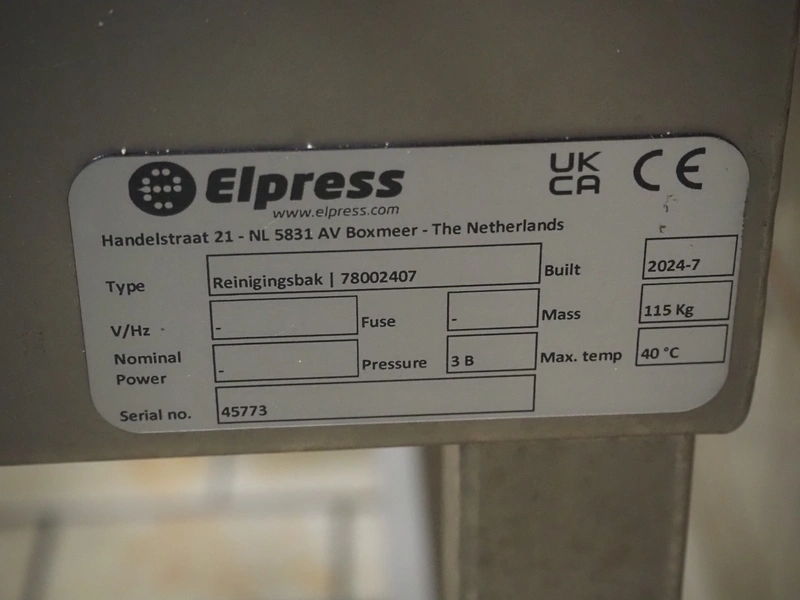 Elpress
UK
CA
CE
www.elpress.com
Handelstraat 21 - NL 5831 AV Boxmeer - The Netherlands
Type Reinigingsbak | 78002407 Built 2024-7
V/Hz - Fuse - Mass 115 Kg
Nominal Power - Pressure 3 B Max. temp 40 °C
Serial no. 45773